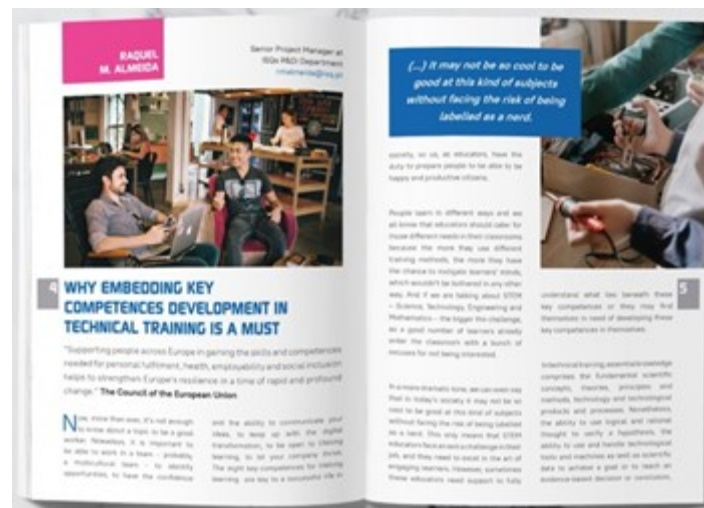 RAQUEL
M. ALMEIDA
Senior Project Manager at
ISQs R&DI Department
rmalmeida@isq.pt
4
WHY EMBEDDING KEY
COMPETENCES DEVELOPMENT IN
TECHNICAL TRAINING IS A MUST
"Supporting people across Europe in gaining the skills and competences
needed for personal fulfilment, health, employability and social inclusion
helps to strengthen Europe's resilience in a time of rapid and profound
change." The Council of the European Union
Now, more than ever, it's not enough
to know about a topic to be a good
worker. Nowadays, it is important to
be able to work in a team - probably,
a multicultural team - to identify
opportunities, to have the confidence
and the ability to communicate your
ideas, to keep up with the digital
transformation, to be open to lifelong
learning, to let your company thrive.
The eight key competences for lifelong
learning are key to a successful life in
(...) it may not be so cool to be
good at this kind of subjects
without facing the risk of being
labelled as a nerd.
society, so us, as educators, have the
duty to prepare people to be able to be
happy and productive citizens.
People learn in different ways and we
all know that educators should cater for
those different needs in their classrooms
because the more they use different
training methods, the more they have
the chance to instigate learners' minds,
which wouldn't be bothered in any other
way. And if we are talking about STEM
- Science, Technology, Engineering and
Mathematics - the bigger the challenge,
as a good number of learners already
enter the classroom with a bunch of
excuses for not being interested.
In a more dramatic tone, we can even say
that in today's society it may not be so
cool to be good at this kind of subjects
without facing the risk of being labelled
as a nerd. This only means that STEM
educators face an extra challenge in their
job, and they need to excel in the art of
engaging learners. However, sometimes
these educators need support to fully
5
understand what lies beneath these
key competences or they may find
themselves in need of developing these
key competences in themselves.
In technical training, essential knowledge
comprises the fundamental scientific
concepts, theories, principles and
methods, technology and technological
products and processes. Nonetheless,
the ability to use logical and rational
thought to verify a hypothesis, the
ability to use and handle technological
tools and machines as well as scientific
data to achieve a goal or to reach an
evidence-based decision or conclusion,